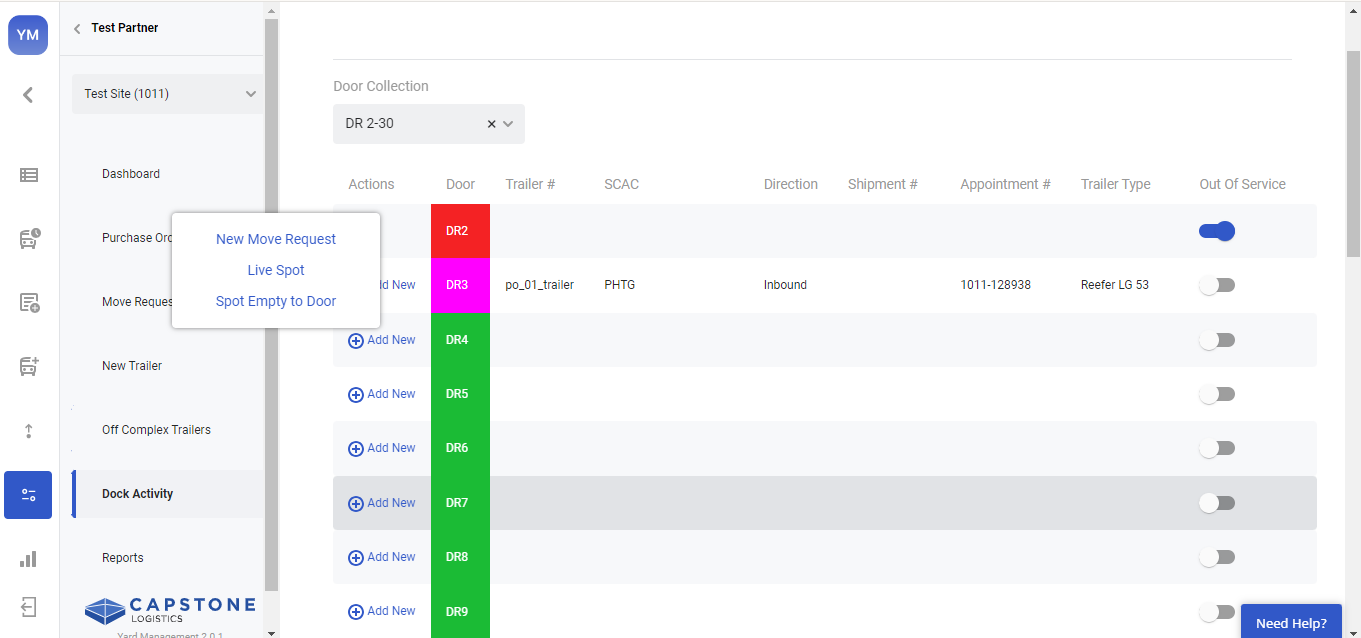 YM
Test Partner
Test Site (1011)
Dashboard
Purchase Ord
Move Reques
New Trailer
Off Complex Trailers
Dock Activity
Reports
CAPSTONE
LOGISTICS
Yard Management 2.0.1
New Move Request
Live Spot
Spot Empty to Door
Door Collection
DR 2-30
Actions Door Trailer # SCAC Direction Shipment # Appointment # Trailer Type Out Of Service
DR2
dd New DR3 po_01_trailer PHTG Inbound 1011-128938 Reefer LG 53
Add New DR4
Add New DR5
Add New DR6
Add New DR7
Add New DR8
Add New DR9
Need Help?